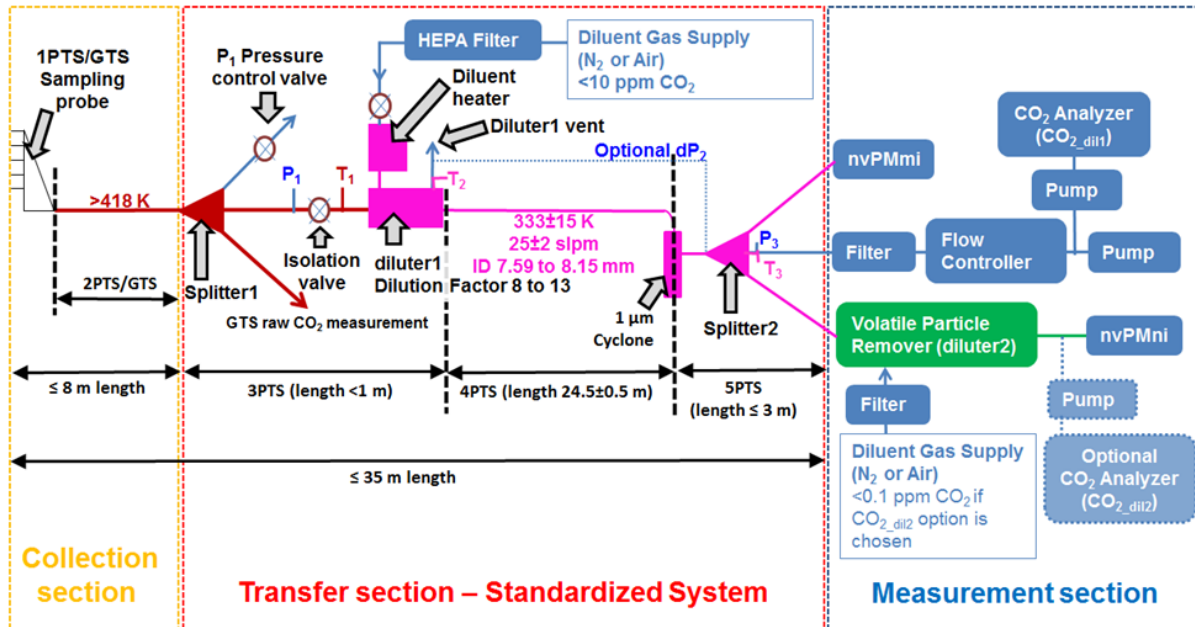 1PTS/GTS
Sampling
probe
P₁ Pressure
control valve
HEPA Filter
Diluent Gas Supply
(N₂ or Air)
<10 ppm CO₂
Diluent
heater
Diluter1 vent
CO₂ Analyzer
(CO₂_dil1)
Optional dP₂
nvPMmi
Pump
>418 K
P₁
T₁
T₂
333±15 K
25±2 slpm
ID 7.59 to 8.15 mm
P₃
T₃
Filter
Flow
Controller
Pump
2PTS/GTS
Splitter1
Isolation
valve
diluter1
Dilution Factor 8 to 13
GTS raw CO₂ measurement
1 µm
Cyclone
Splitter2
Volatile Particle
Remover (diluter2)
nvPMni
≤ 8 m length
3PTS (length <1 m)
4PTS (length 24.5±0.5 m)
5PTS
(length ≤ 3 m)
Filter
Pump
≤ 35 m length
Diluent Gas Supply
(N₂ or Air)
<0.1 ppm CO₂ if
CO₂_dil2 option is
chosen
Optional
CO₂ Analyzer
(CO₂_dil2)
Collection
section
Transfer section – Standardized System
Measurement section